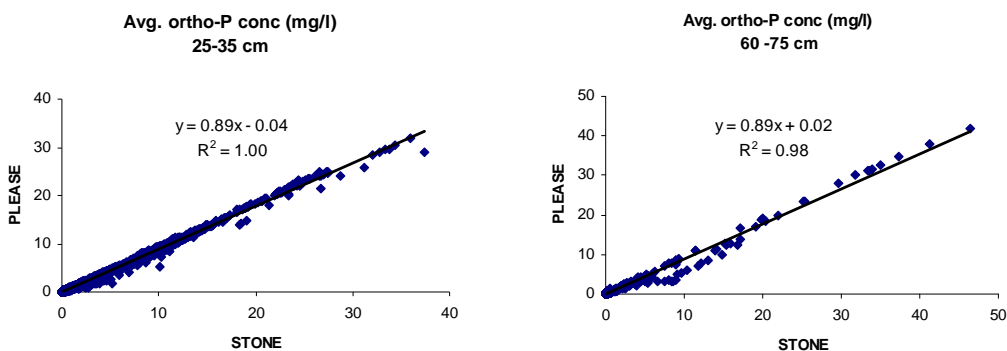 Avg. ortho-P conc (mg/l)
25-35 cm
40
30
20
10
0
0 10 20 30 40
PLEASE
STONE
y = 0.89x - 0.04
R² = 1.00
Avg. ortho-P conc (mg/l)
60 -75 cm
50
40
30
20
10
0
0 10 20 30 40 50
PLEASE
STONE
y = 0.89x + 0.02
R² = 0.98